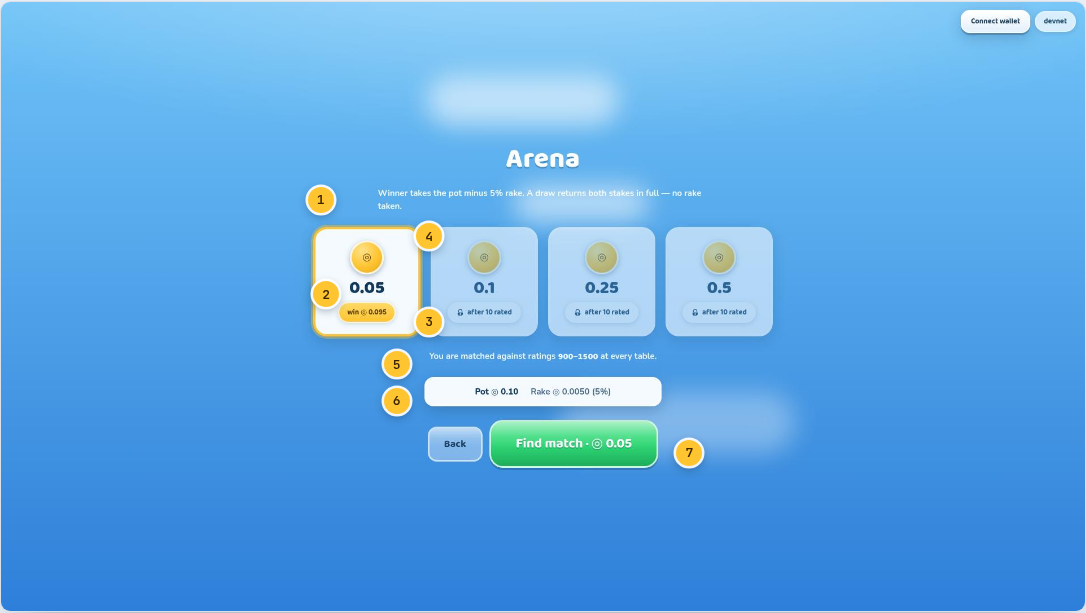 Connect wallet
devnet
Arena
1
Winner takes the pot minus 5% rake. A draw returns both stakes in full — no rake
taken.
4
0.05
0.1
0.25
0.5
2
win ◎ 0.095
3
after 10 rated
after 10 rated
after 10 rated
5
You are matched against ratings 900–1500 at every table.
6
Pot ◎ 0.10 Rake ◎ 0.0050 (5%)
Back
Find match · ◎ 0.05
7